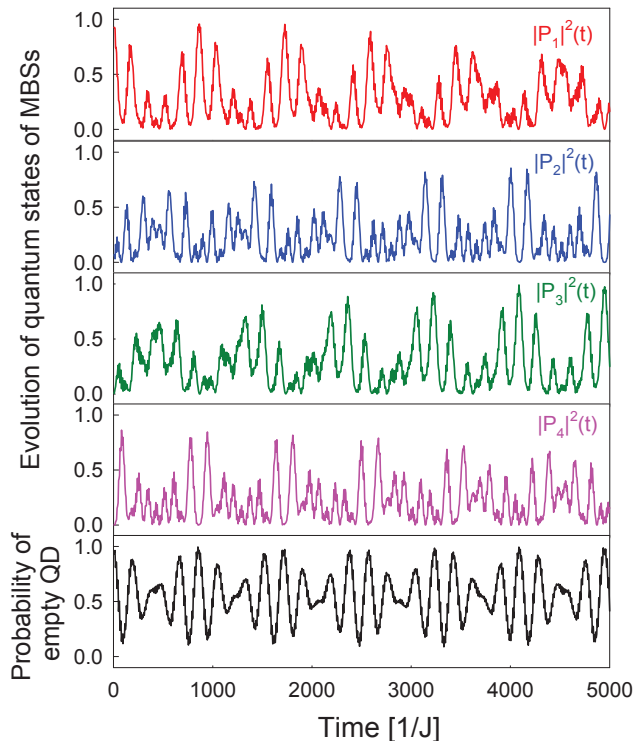 Evolution of quantum states of MBSs
Probability of
empty QD
1.0
0.5
0.0
|P₁|²(t)
1.0
0.5
0.0
|P₂|²(t)
1.0
0.5
0.0
|P₃|²(t)
1.0
0.5
0.0
|P₄|²(t)
1.0
0.5
0.0
0 1000 2000 3000 4000 5000
Time [1/J]